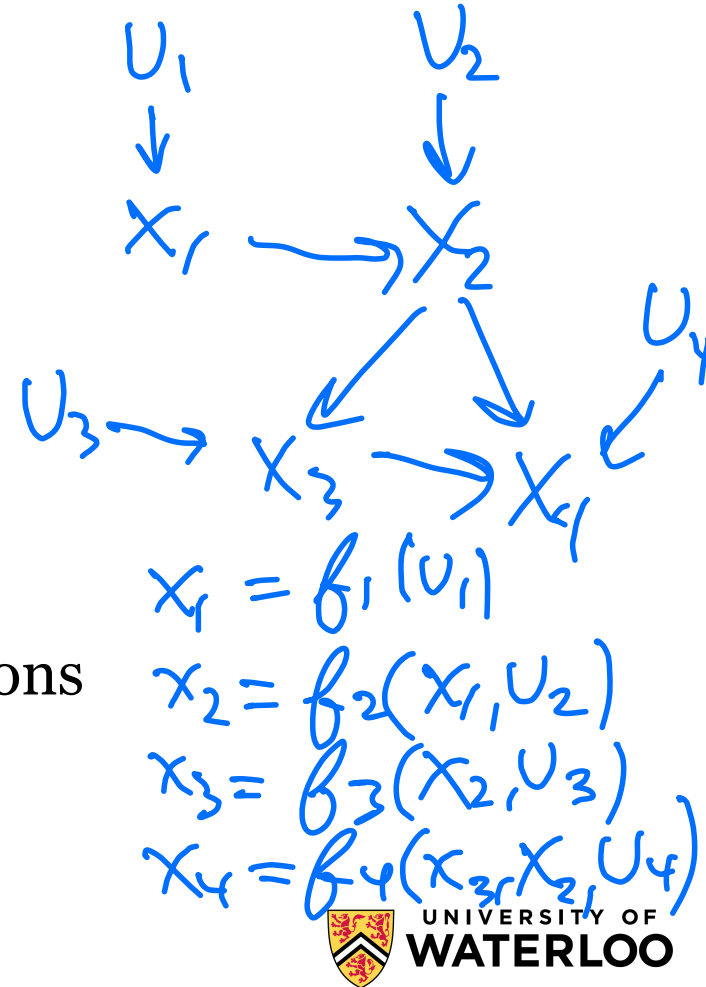 U1 U2
X1 X2
U4
U3 X3 X4
x1 = f1(U1)
ons
x2 = f2(X1, U2)
x3 = f3(X2, U3)
x4 = f4(X3, X2, U4)
UNIVERSITY OF
WATERLOO